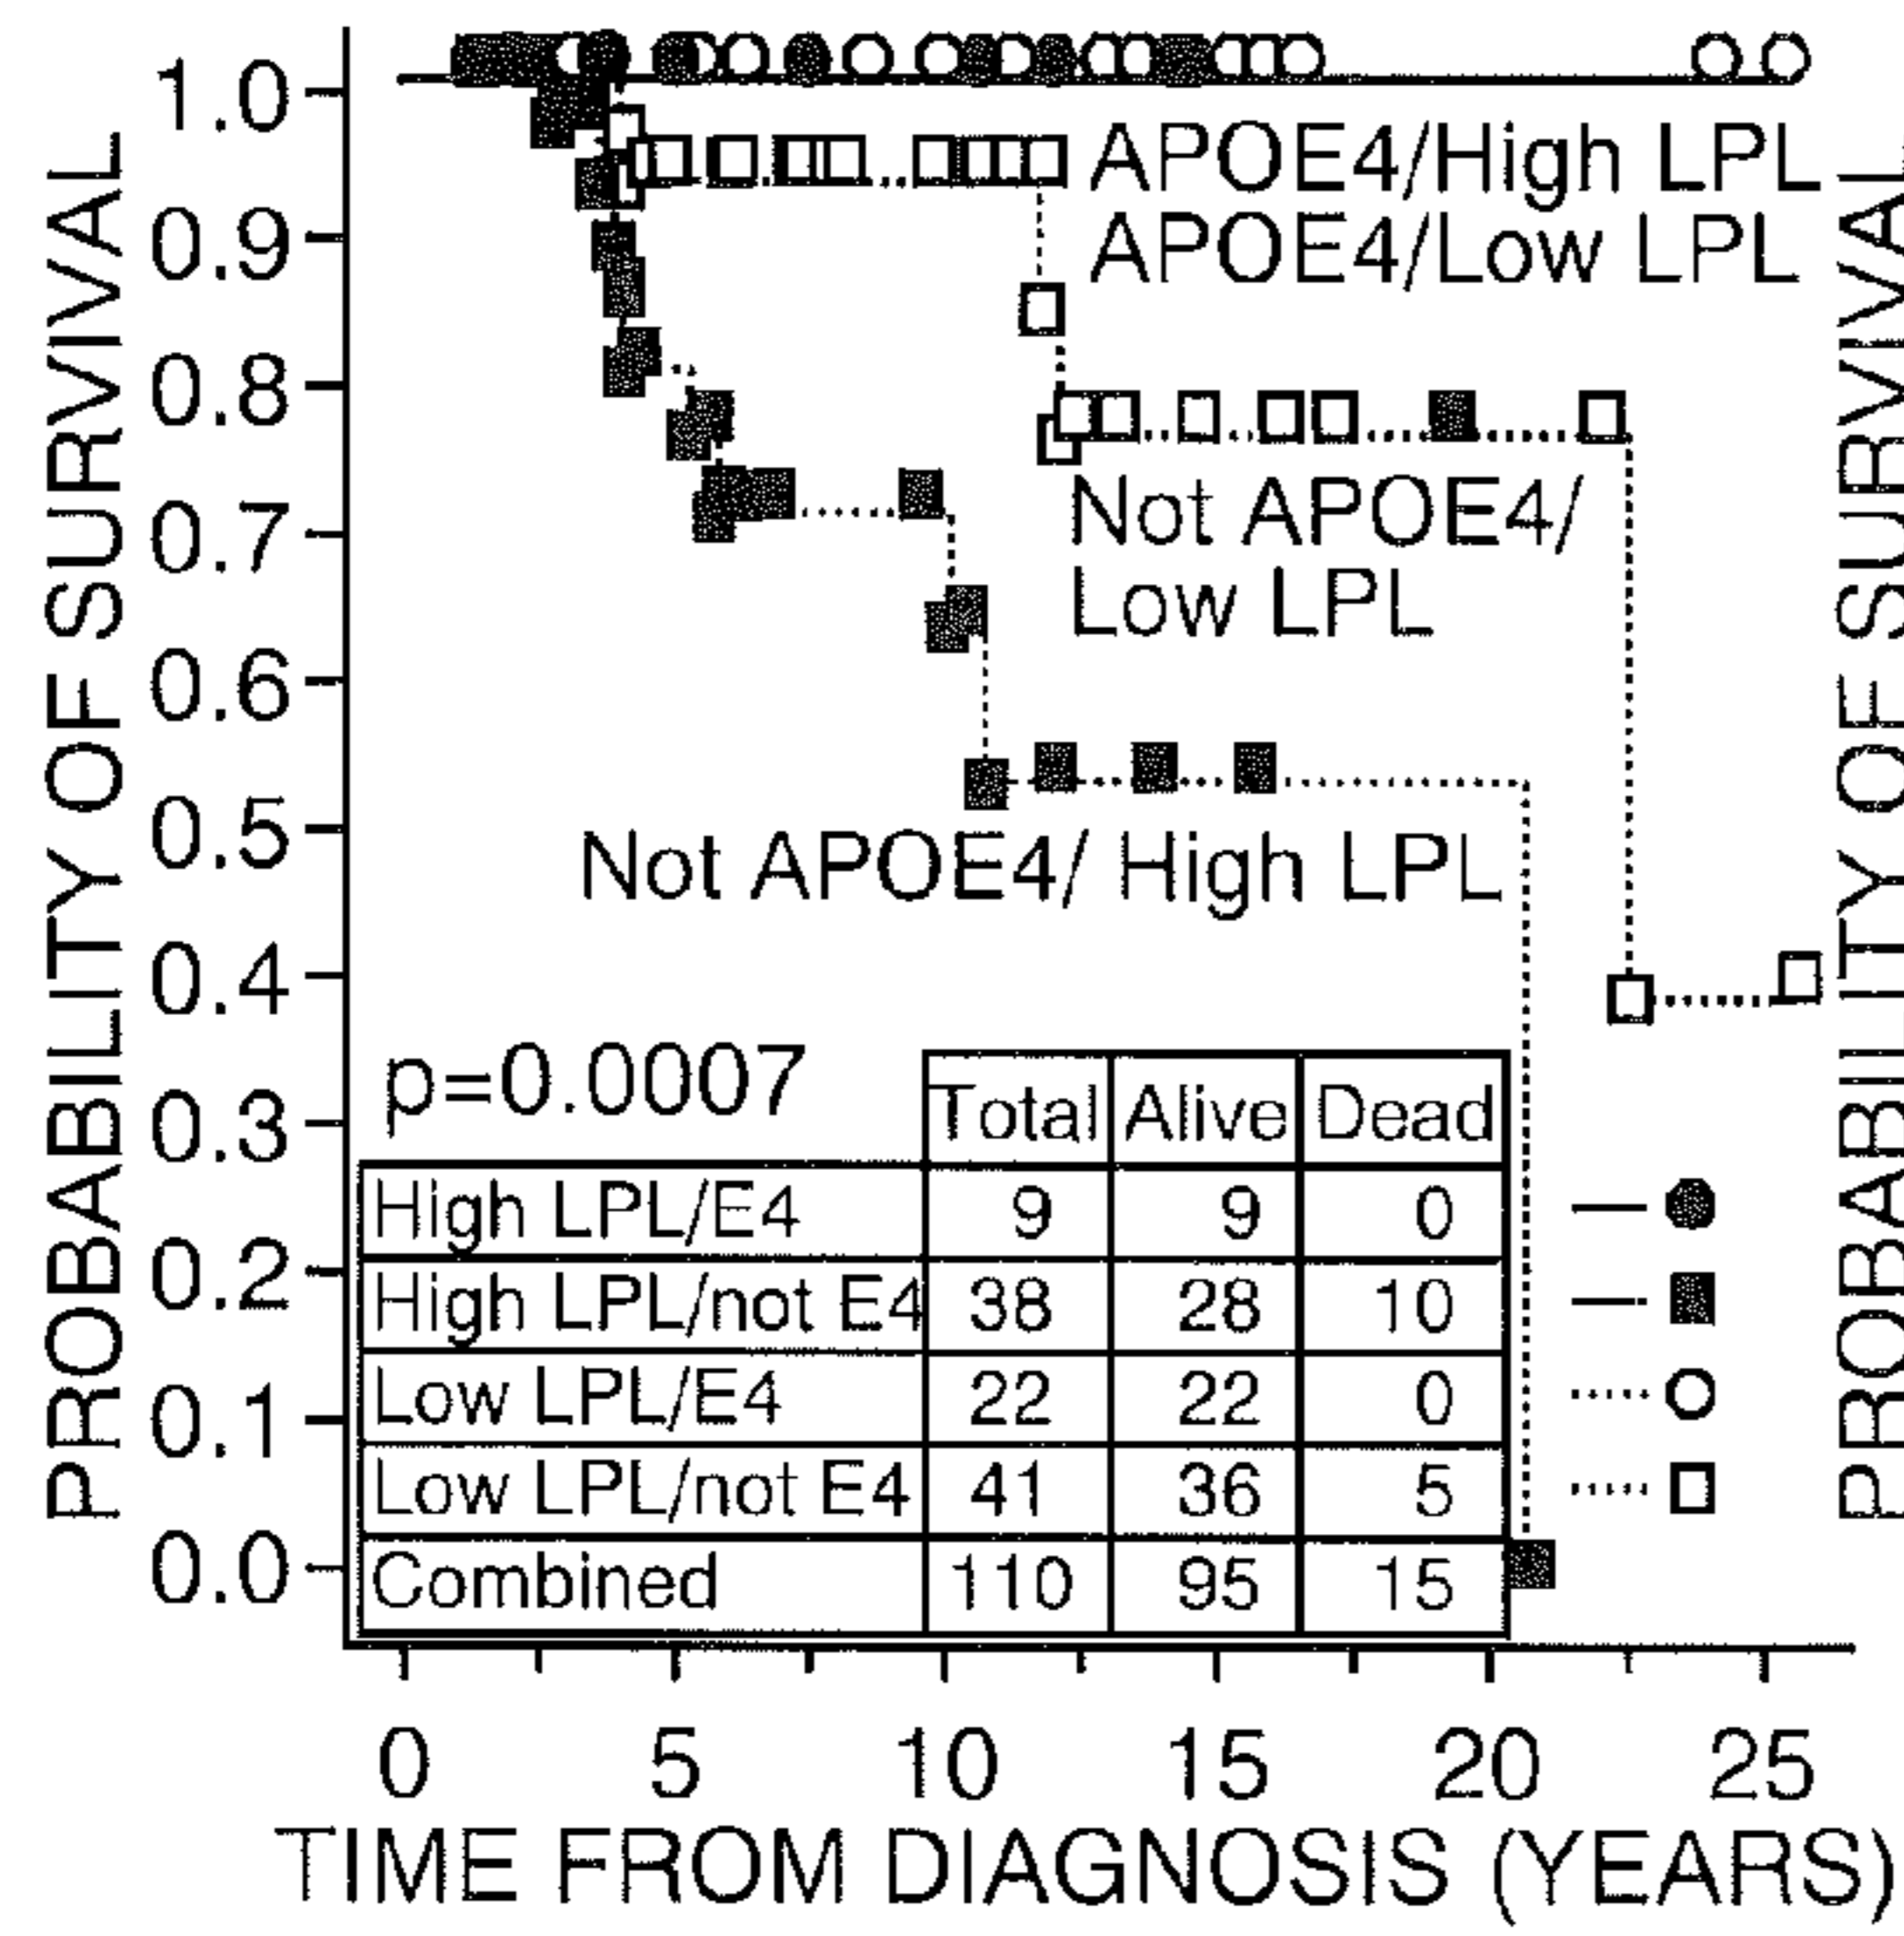 PROBABILITY OF SURVIVAL
1.0
0.9
0.8
0.7
0.6
0.5
0.4
0.3
0.2
0.1
0.0
APOE4/High LPL
APOE4/Low LPL
Not APOE4/
Low LPL
Not APOE4/ High LPL
p=0.0007
Total Alive Dead
High LPL/E4 9 9 0
High LPL/not E4 38 28 10
Low LPL/E4 22 22 0
Low LPL/not E4 41 36 5
Combined 110 95 15
0 5 10 15 20 25
TIME FROM DIAGNOSIS (YEARS)
PROBABILITY OF SURVIVAL